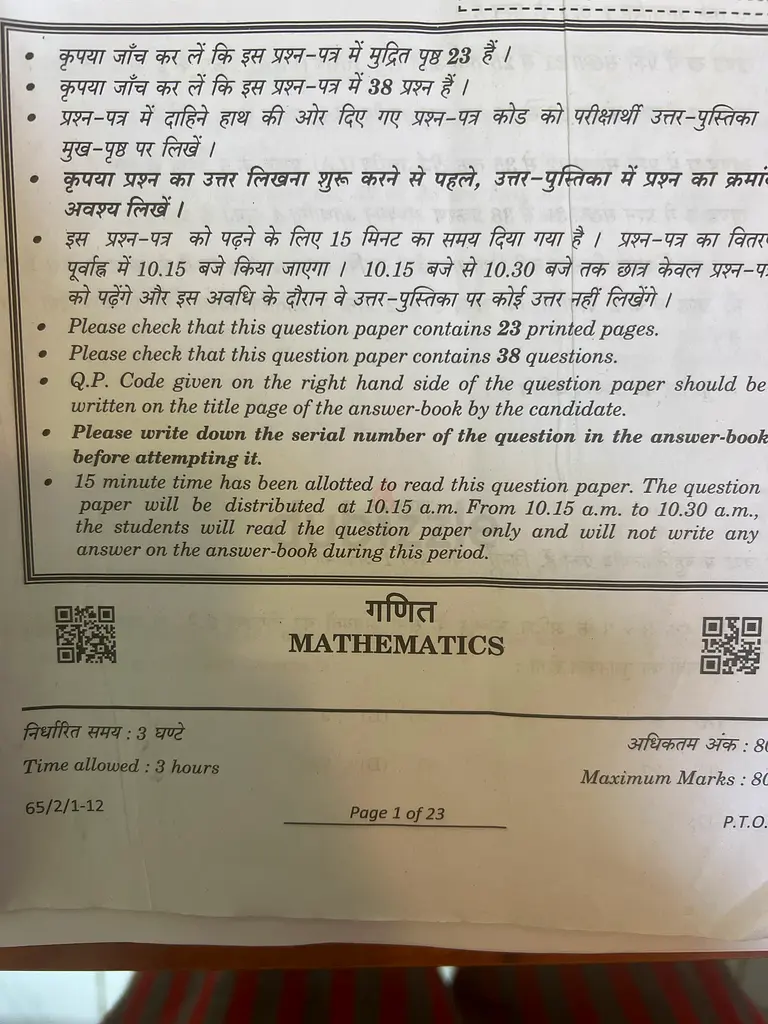 • कृपया जाँच कर लें कि इस प्रश्न-पत्र में मुद्रित पृष्ठ 23 हैं ।
• कृपया जाँच कर लें कि इस प्रश्न-पत्र में 38 प्रश्न हैं ।
• प्रश्न-पत्र में दाहिने हाथ की ओर दिए गए प्रश्न-पत्र कोड को परीक्षार्थी उत्तर-पुस्तिका
मुख-पृष्ठ पर लिखें ।
• कृपया प्रश्न का उत्तर लिखना शुरू करने से पहले, उत्तर-पुस्तिका में प्रश्न का
अवश्य लिखें ।
• इस प्रश्न-पत्र को पढ़ने के लिए 15 मिनट का समय दिया गया है । प्रश्न-पत्र का
पूर्वाह्न में 10.15 बजे किया जाएगा । 10.15 बजे से 10.30 बजे तक छात्र केवल
को पढ़ेंगे और इस अवधि के दौरान वे उत्तर-पुस्तिका पर कोई उत्तर नहीं लिखेंगे ।
• Please check that this question paper contains 23 printed pages.
• Please check that this question paper contains 38 questions.
• Q.P. Code given on the right hand side of the question paper should be
written on the title page of the answer-book by the candidate.
• Please write down the serial number of the question in the answer-book
before attempting it.
• 15 minute time has been allotted to read this question paper. The question
paper will be distributed at 10.15 a.m. From 10.15 a.m. to 10.30 a.m.,
the students will read the question paper only and will not write any
answer on the answer-book during this period.
गणित
MATHEMATICS
निर्धारित समय : 3 घण्टे
अधिकतम अंक :
Time allowed : 3 hours
Maximum Marks :
65/2/1-12
Page 1 of 23
P.T.O.